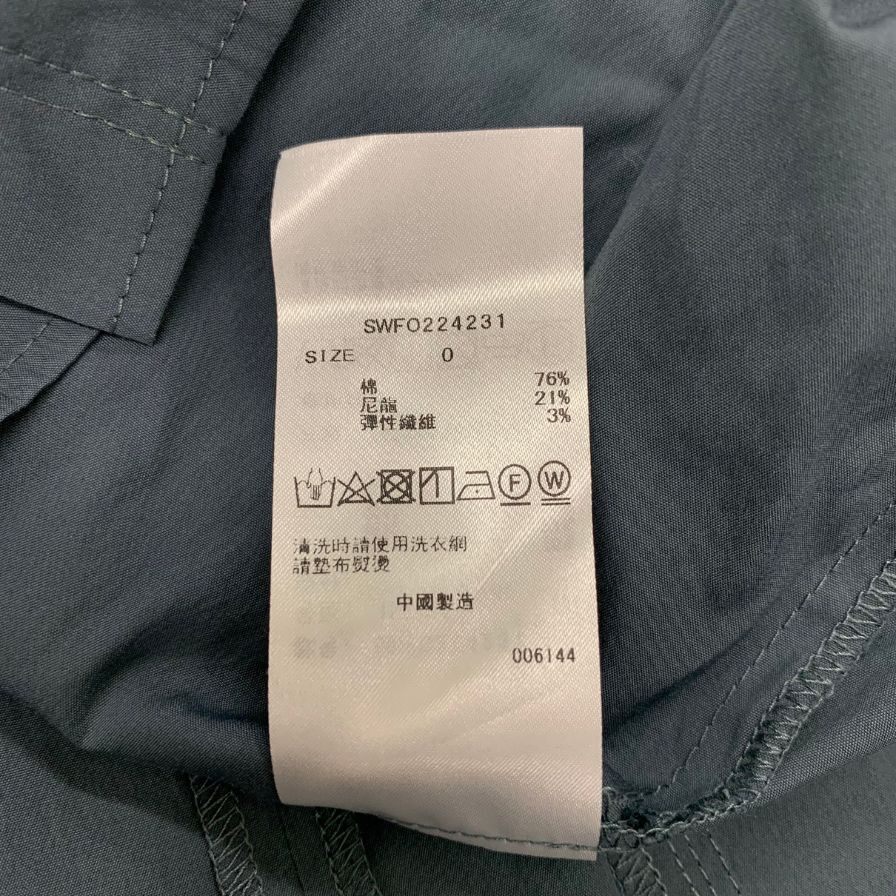 SWFO224231
SIZE 0
棉 76%
尼龍 21%
彈性纖維 3%
F W
清洗時請使用洗衣網
請墊布熨燙
中國製造
006144